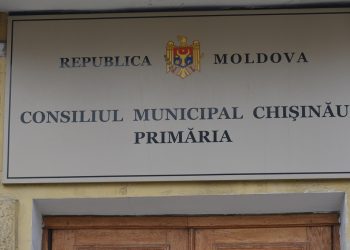 REPUBLICA MOLDOVA
CONSILIUL MUNICIPAL CHIȘINĂU
PRIMĂRIA